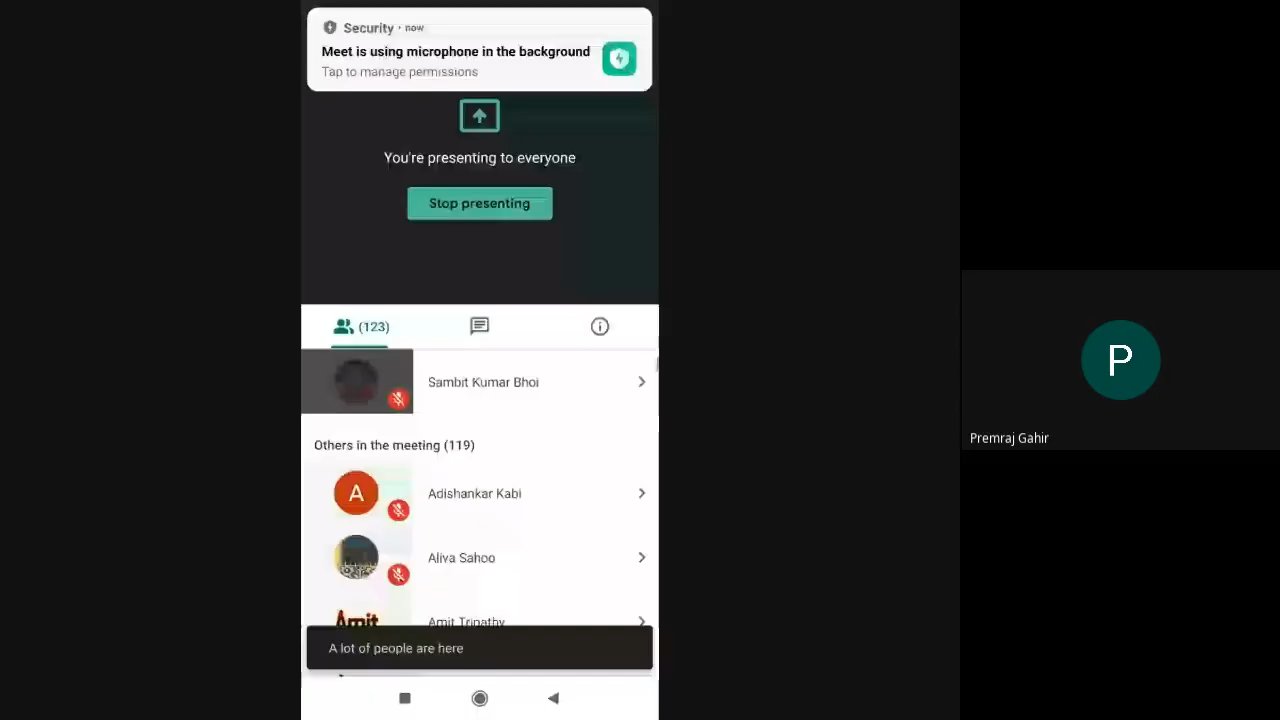 Security • now
Meet is using microphone in the background
Tap to manage permissions
You're presenting to everyone
Stop presenting
(123)
Sambit Kumar Bhoi
Others in the meeting (119)
A
Adishankar Kabi
Aliva Sahoo
Amit
Amit Tripathy
A lot of people are here
P
Premraj Gahir